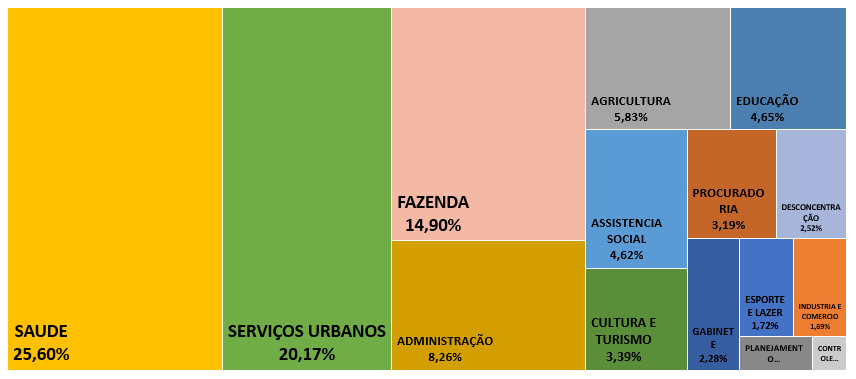 SAUDE
25,60%
SERVIÇOS URBANOS
20,17%
FAZENDA
14,90%
ADMINISTRAÇÃO
8,26%
AGRICULTURA
5,83%
EDUCAÇÃO
4,65%
ASSISTENCIA
SOCIAL
4,62%
CULTURA E
TURISMO
3,39%
PROCURADO
RIA
3,19%
DESCONCENTRA
ÇÃO
2,52%
GABINET
E
2,28%
ESPORTE
E LAZER
1,72%
INDUSTRIA E
COMERCIO
1,69%
PLANEJAMENT
O...
CONTR
OLE...